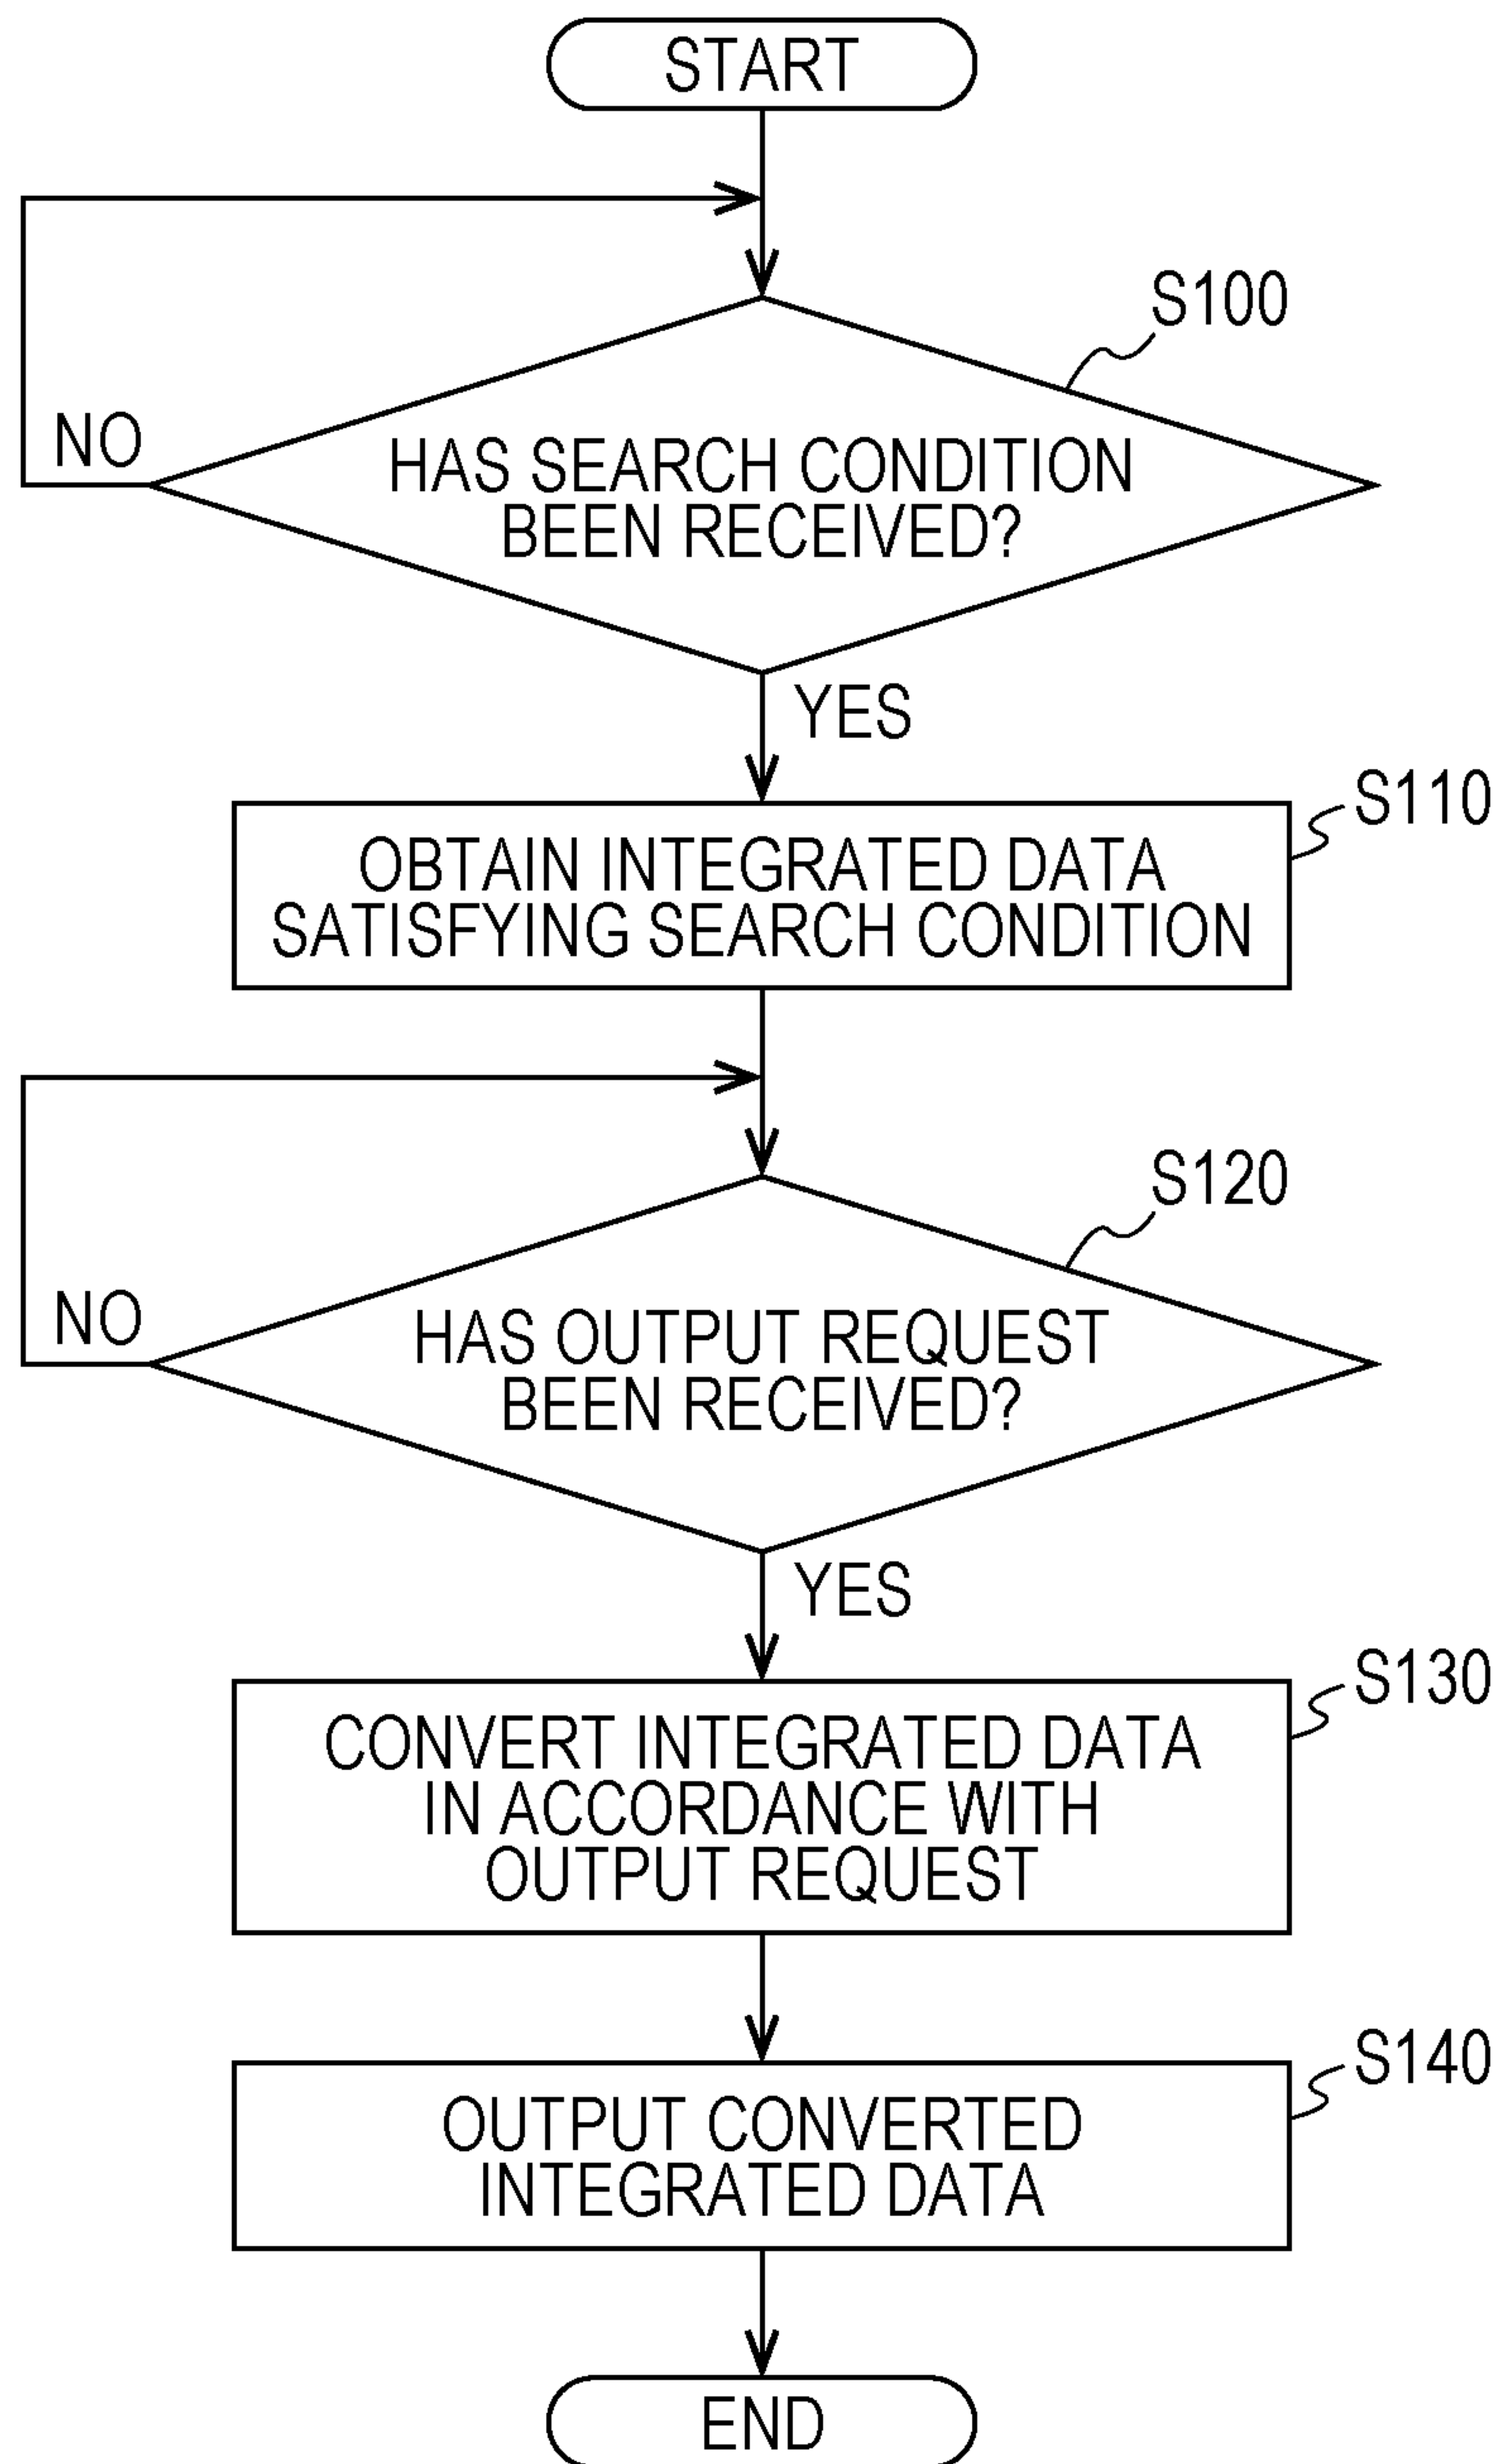 START
S100
NO
HAS SEARCH CONDITION
BEEN RECEIVED?
YES
S110
OBTAIN INTEGRATED DATA
SATISFYING SEARCH CONDITION
S120
NO
HAS OUTPUT REQUEST
BEEN RECEIVED?
YES
S130
CONVERT INTEGRATED DATA
IN ACCORDANCE WITH
OUTPUT REQUEST
S140
OUTPUT CONVERTED
INTEGRATED DATA
END